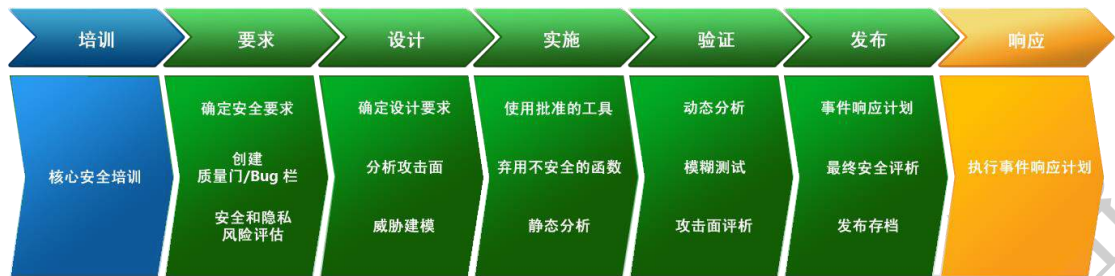 培训
要求
设计
实施
验证
发布
响应
核心安全培训
确定安全要求
创建
质量门/Bug 栏
安全和隐私
风险评估
确定设计要求
分析攻击面
威胁建模
使用批准的工具
弃用不安全的函数
静态分析
动态分析
模糊测试
攻击面评析
事件响应计划
最终安全评析
发布存档
执行事件响应计划